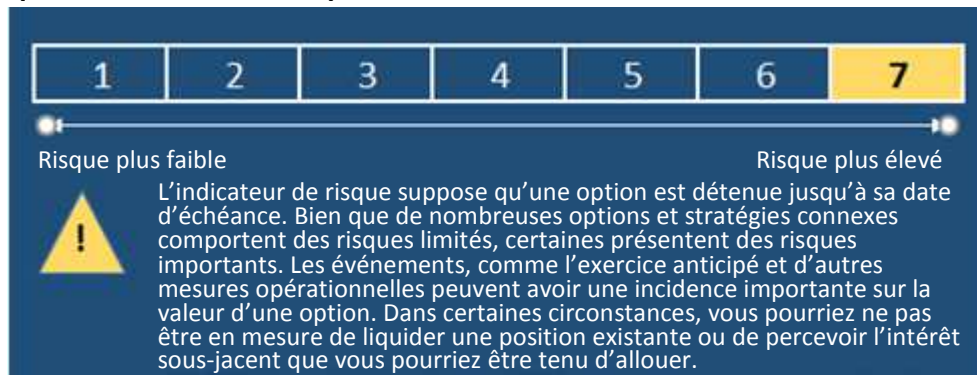 1 2 3 4 5 6 7
Risque plus faible Risque plus élevé
L’indicateur de risque suppose qu’une option est détenue jusqu’à sa date
d’échéance. Bien que de nombreuses options et stratégies connexes
comportent des risques limités, certaines présentent des risques
importants. Les événements, comme l’exercice anticipé et d’autres
mesures opérationnelles peuvent avoir une incidence importante sur la
valeur d’une option. Dans certaines circonstances, vous pourriez ne pas
être en mesure de liquider une position existante ou de percevoir l’intérêt
sous-jacent que vous pourriez être tenu d’allouer.
!